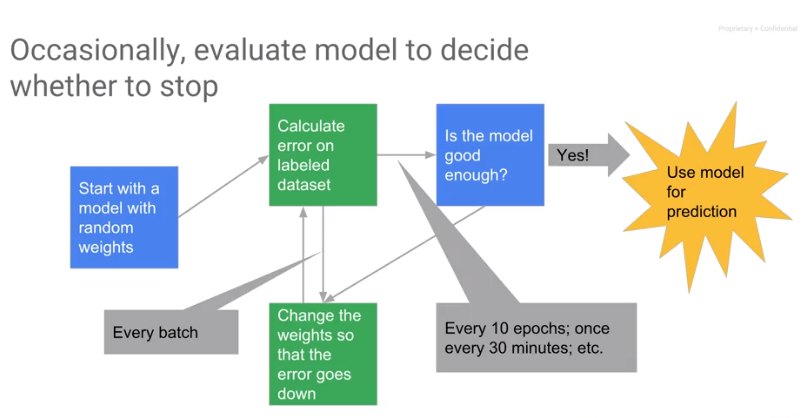 Proprietary + Confidential
Occasionally, evaluate model to decide
whether to stop
Calculate
error on
labeled
dataset
Is the model
good
enough?
Yes!
Use model
for
prediction
Start with a
model with
random
weights
Every batch
Change the
weights so
that the
error goes
down
Every 10 epochs; once
every 30 minutes; etc.